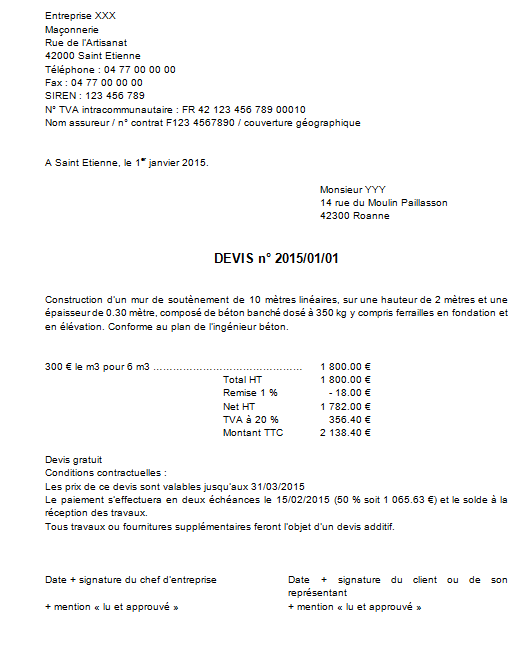 Entreprise XXX
Maçonnerie
Rue de l'Artisanat
42000 Saint Etienne
Téléphone : 04 77 00 00 00
Fax : 04 77 00 00 00
SIREN : 123 456 789
N° TVA intracommunautaire : FR 42 123 456 789 00010
Nom assureur / n° contrat F123 4567890 / couverture géographique
A Saint Etienne, le 1er janvier 2015.
Monsieur YYY
14 rue du Moulin Paillasson
42300 Roanne
DEVIS n° 2015/01/01
Construction d'un mur de soutènement de 10 mètres linéaires, sur une hauteur de 2 mètres et une
épaisseur de 0.30 mètre, composé de béton banché dosé à 350 kg y compris ferrailles en fondation et
en élévation. Conforme au plan de l'ingénieur béton.
300 € le m3 pour 6 m3 ………………………………………. 1 800.00 €
Total HT 1 800.00 €
Remise 1 % - 18.00 €
Net HT 1 782.00 €
TVA à 20 % 356.40 €
Montant TTC 2 138.40 €
Devis gratuit
Conditions contractuelles :
Les prix de ce devis sont valables jusqu'aux 31/03/2015
Le paiement s'effectuera en deux échéances le 15/02/2015 (50 % soit 1 065.63 €) et le solde à la
réception des travaux.
Tous travaux ou fournitures supplémentaires feront l'objet d'un devis additif.
Date + signature du chef d'entreprise
+ mention « lu et approuvé »
Date + signature du client ou de son
représentant
+ mention « lu et approuvé »